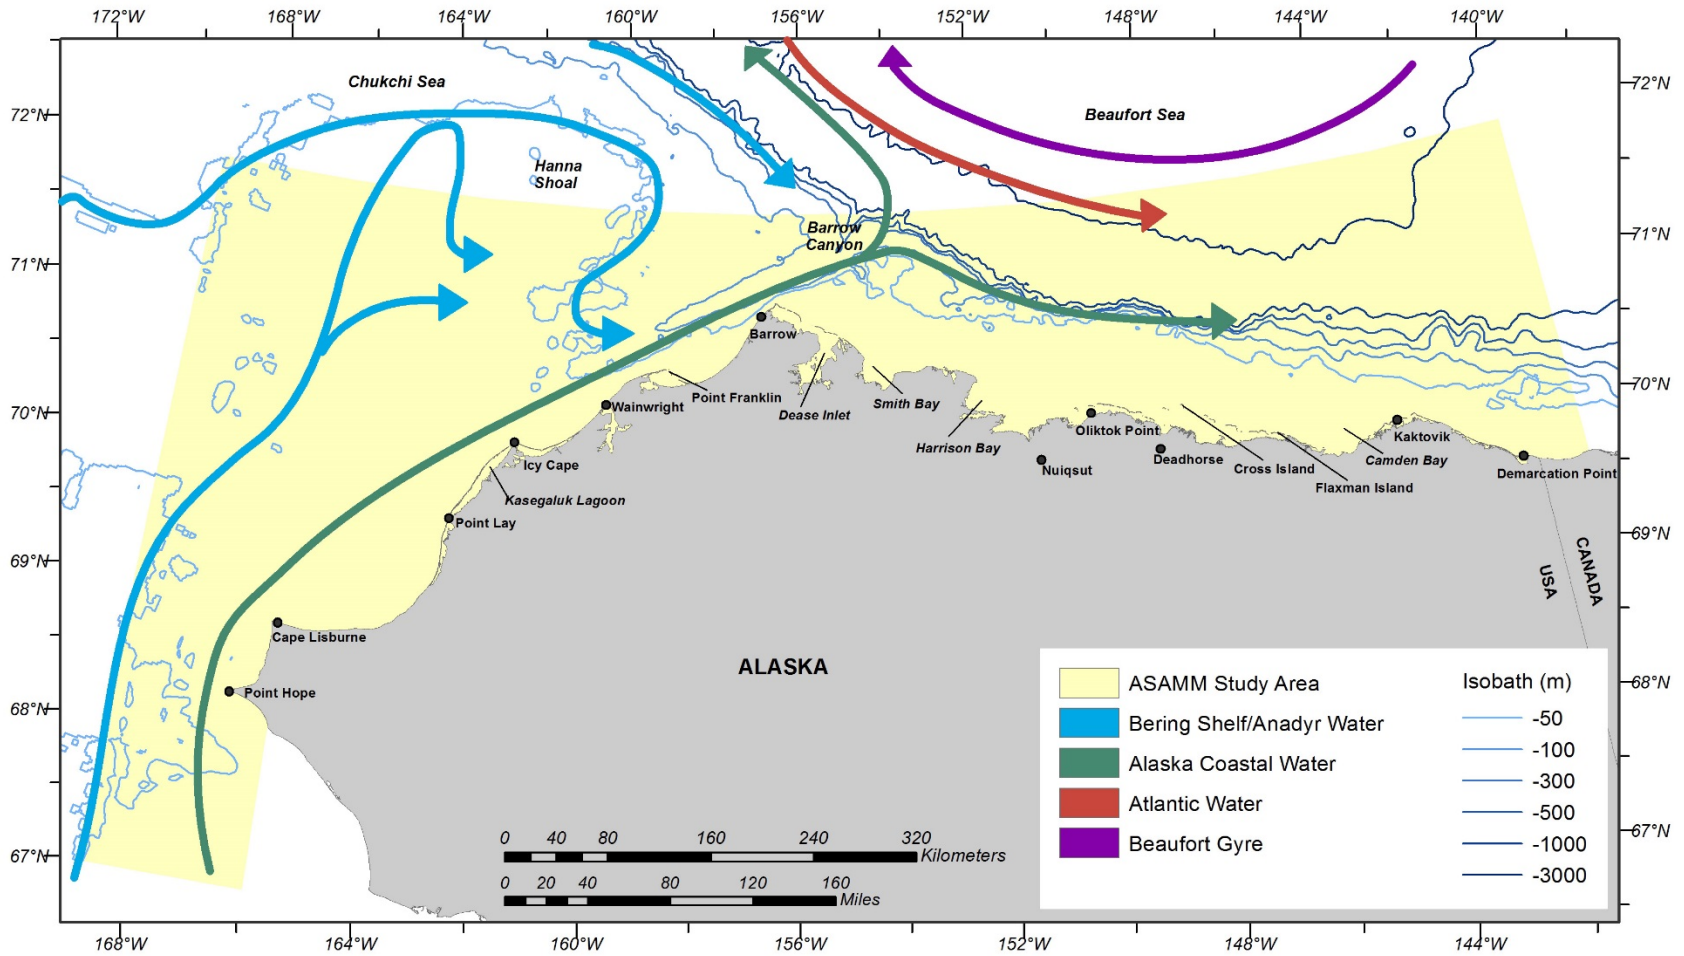 172°W 168°W 164°W 160°W 156°W 152°W 148°W 144°W 140°W
Chukchi Sea
Beaufort Sea
72°N
72°N
Hanna
Shoal
Barrow
Canyon
71°N
71°N
Barrow
Point Franklin
Wainwright
Dease Inlet
Smith Bay
70°N
70°N
Icy Cape
Kasegaluk Lagoon
Point Lay
Harrison Bay
Oliktok Point
Nuiqsut
Deadhorse
Cross Island
Flaxman Island
Camden Bay
Kaktovik
Demarcation Point
69°N
69°N
USA
CANADA
Cape Lisburne
Point Hope
ALASKA
68°N
68°N
67°N
67°N
ASAMM Study Area
Bering Shelf/Anadyr Water
Alaska Coastal Water
Atlantic Water
Beaufort Gyre
Isobath (m)
-50
-100
-300
-500
-1000
-3000
0 40 80 160 240 320
Kilometers
0 20 40 80 120 160
Miles
168°W 164°W 160°W 156°W 152°W 148°W 144°W